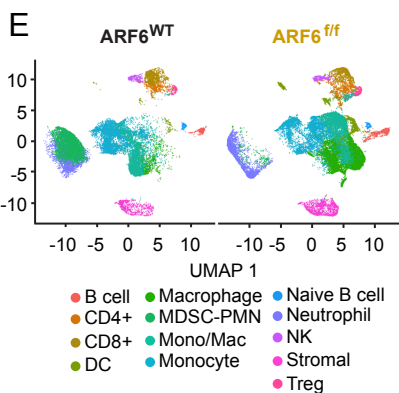 E
ARF6WT ARF6 f/f
10
5
0
-5
-10
-10 -5 0 5 10 -10 -5 0 5 10
UMAP 1
B cell Macrophage Naive B cell
CD4+ MDSC-PMN Neutrophil
CD8+ Mono/Mac NK
DC Monocyte Stromal
Treg